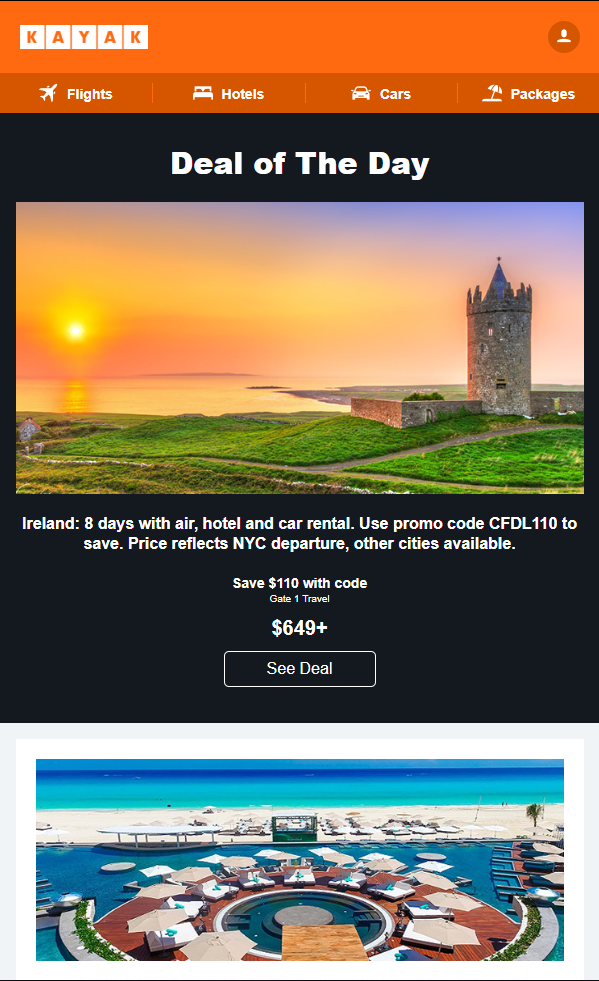 KAYAK
Flights
Hotels
Cars
Packages
Deal of The Day
Ireland: 8 days with air, hotel and car rental. Use promo code CFDL110 to
save. Price reflects NYC departure, other cities available.
Save $110 with code
Gate 1 Travel
$649+
See Deal